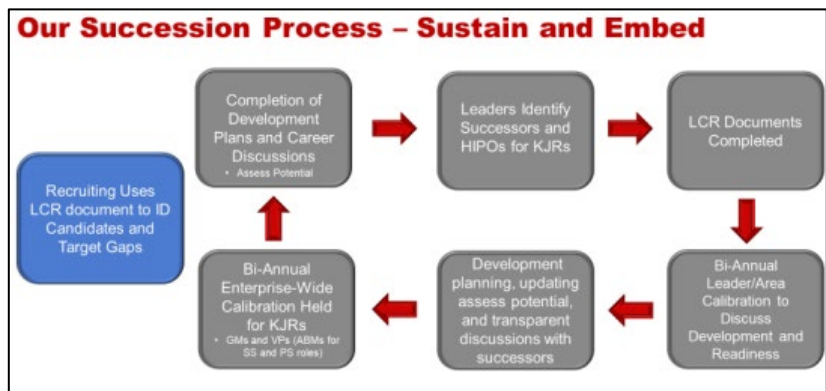 Our Succession Process – Sustain and Embed
Completion of
Development
Plans and Career
Discussions
• Assess Potential
Leaders Identify
Successors and
HIPOs for KJRs
LCR Documents
Completed
Recruiting Uses
LCR document to ID
Candidates and
Target Gaps
Bi-Annual
Enterprise-Wide
Calibration Held
for KJRs
• GMs and VPs (ABMs for
SS and PS roles)
Development
planning, updating
assess potential,
and transparent
discussions with
successors
Bi-Annual
Leader/Area
Calibration to
Discuss
Development and
Readiness